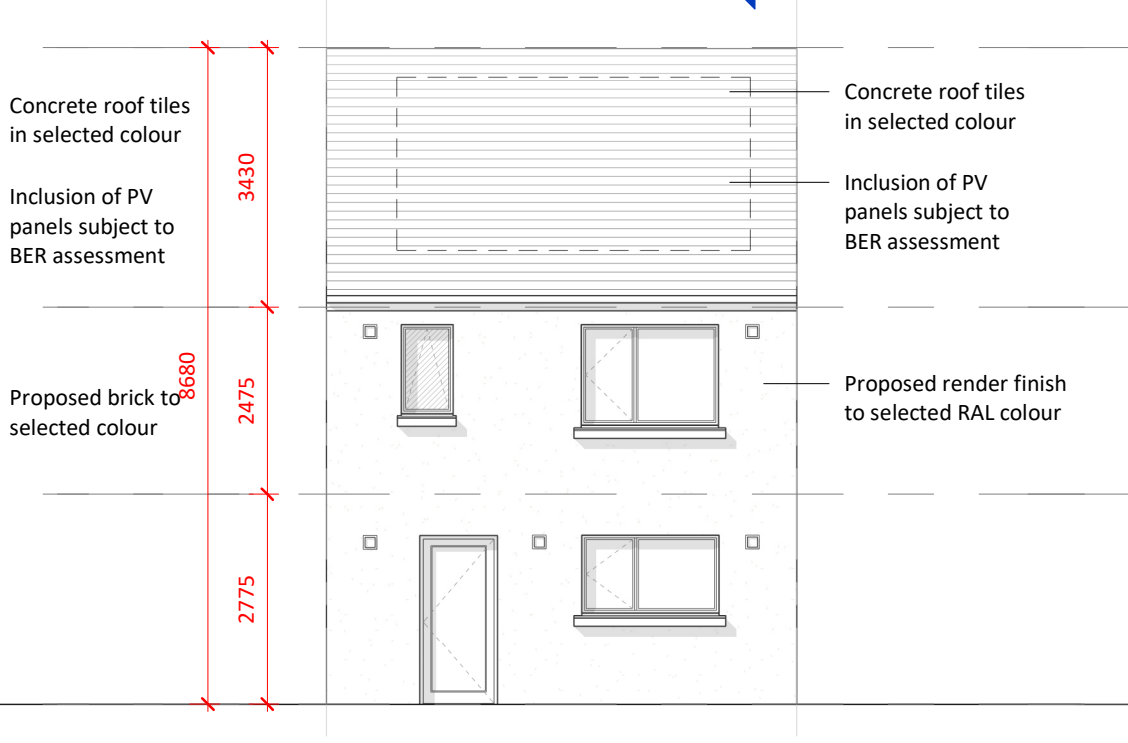 Concrete roof tiles
in selected colour
Inclusion of PV
panels subject to
BER assessment
Proposed brick to
selected colour
8680
3430
2475
2775
Concrete roof tiles
in selected colour
Inclusion of PV
panels subject to
BER assessment
Proposed render finish
to selected RAL colour